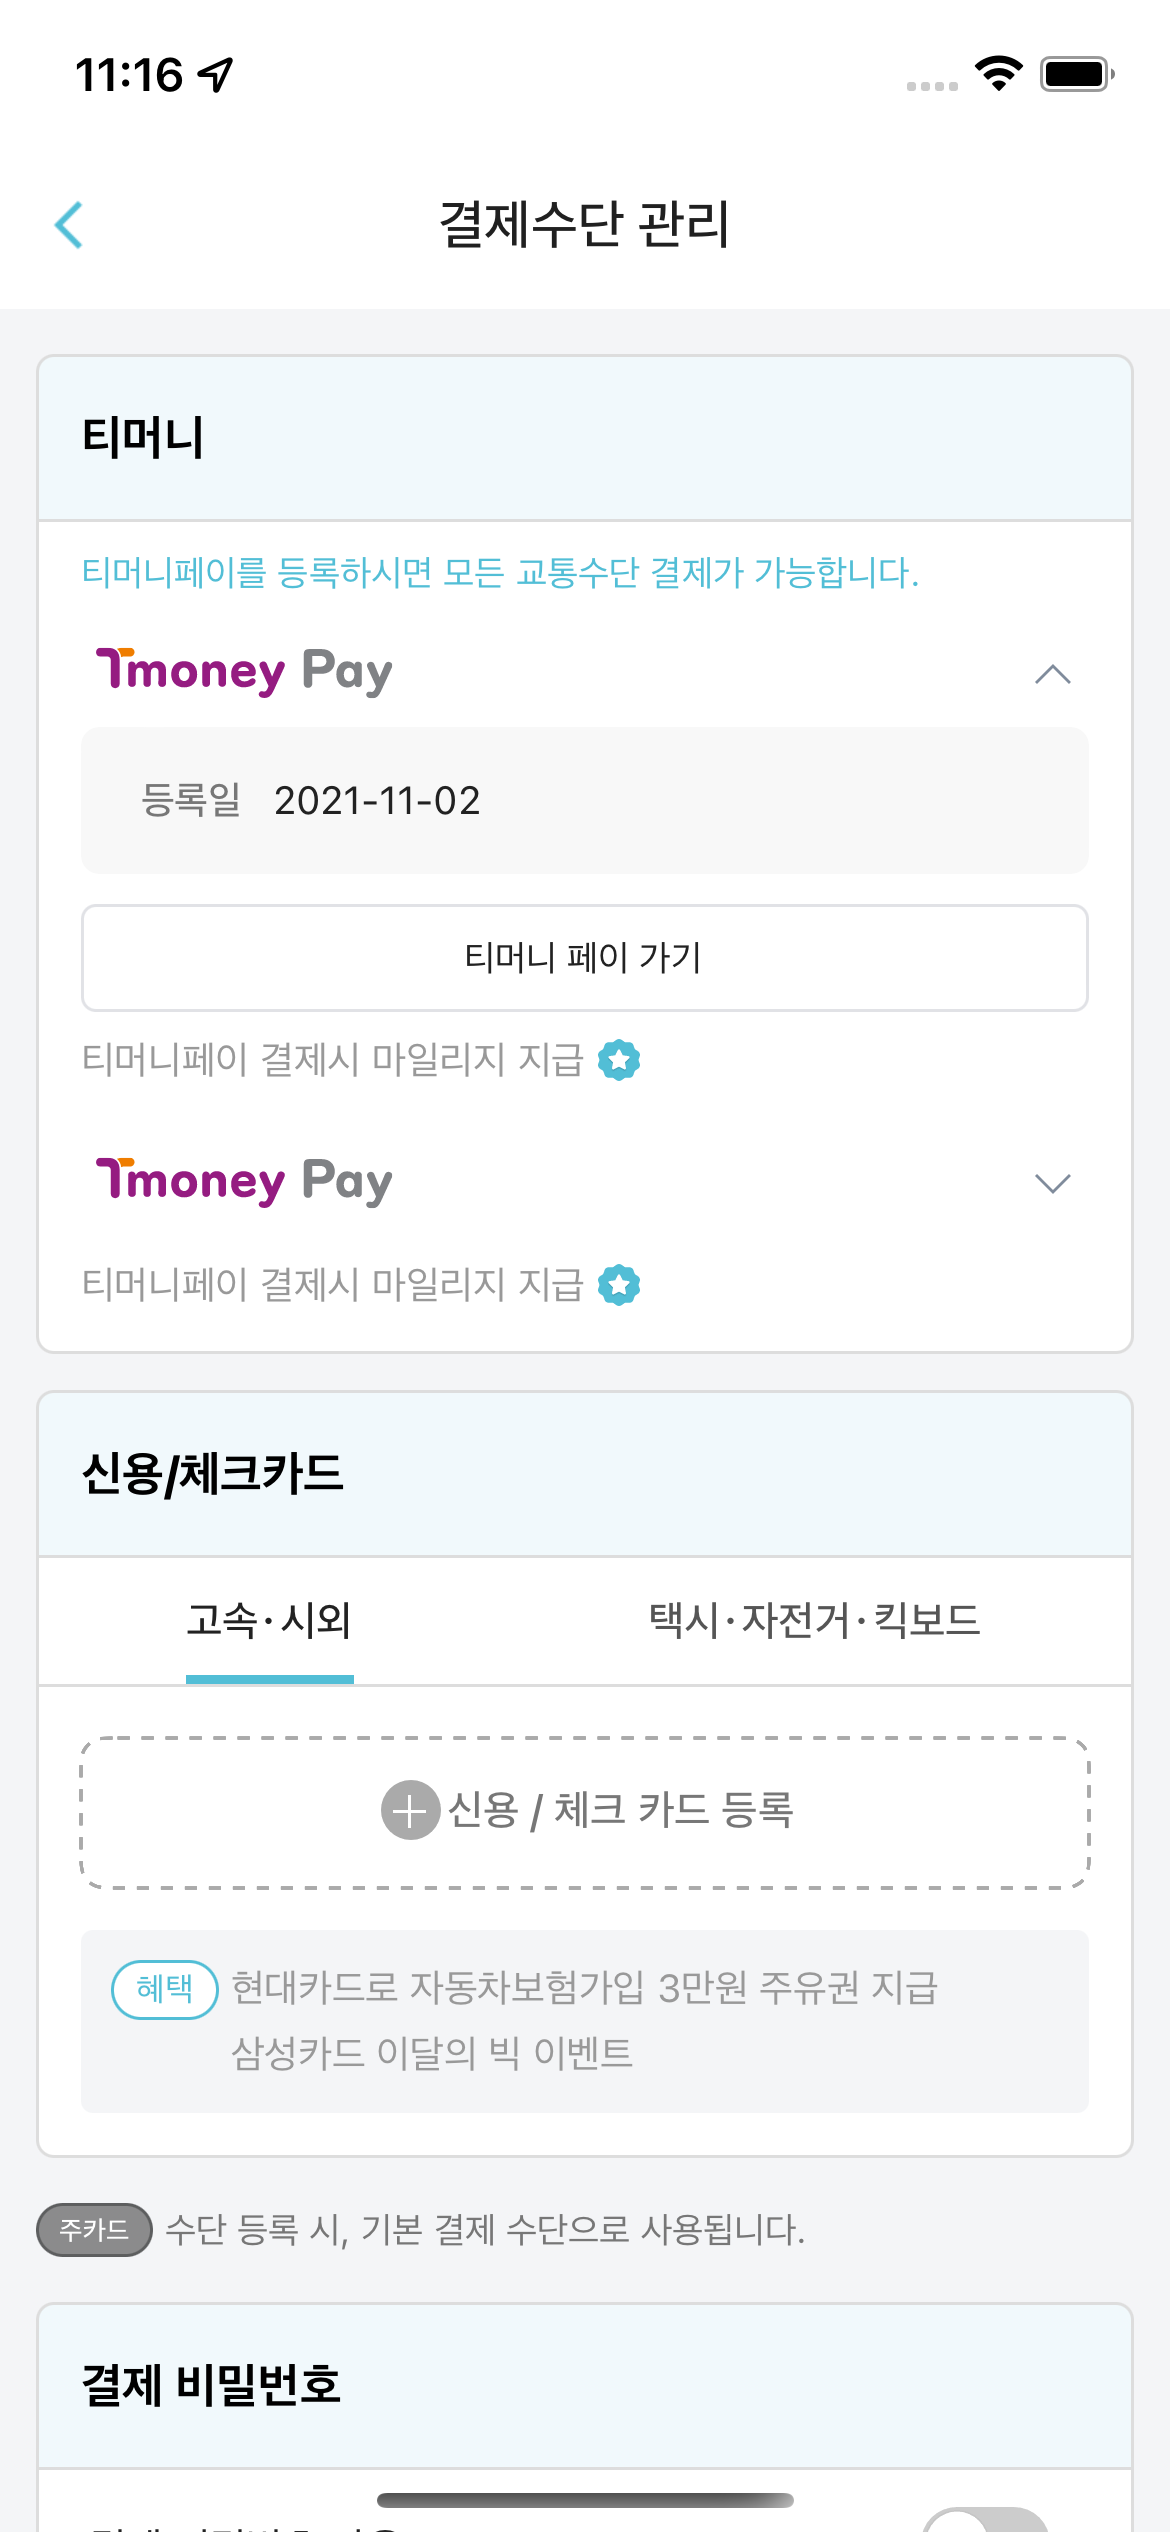 11:16
결제수단 관리
티머니
티머니페이를 등록하시면 모든 교통수단 결제가 가능합니다.
Tmoney Pay
등록일 2021-11-02
티머니 페이 가기
티머니페이 결제시 마일리지 지급
Tmoney Pay
티머니페이 결제시 마일리지 지급
신용/체크카드
고속·시외 택시·자전거·킥보드
신용 / 체크 카드 등록
혜택 현대카드로 자동차보험가입 3만원 주유권 지급
삼성카드 이달의 빅 이벤트
주카드 수단 등록 시, 기본 결제 수단으로 사용됩니다.
결제 비밀번호